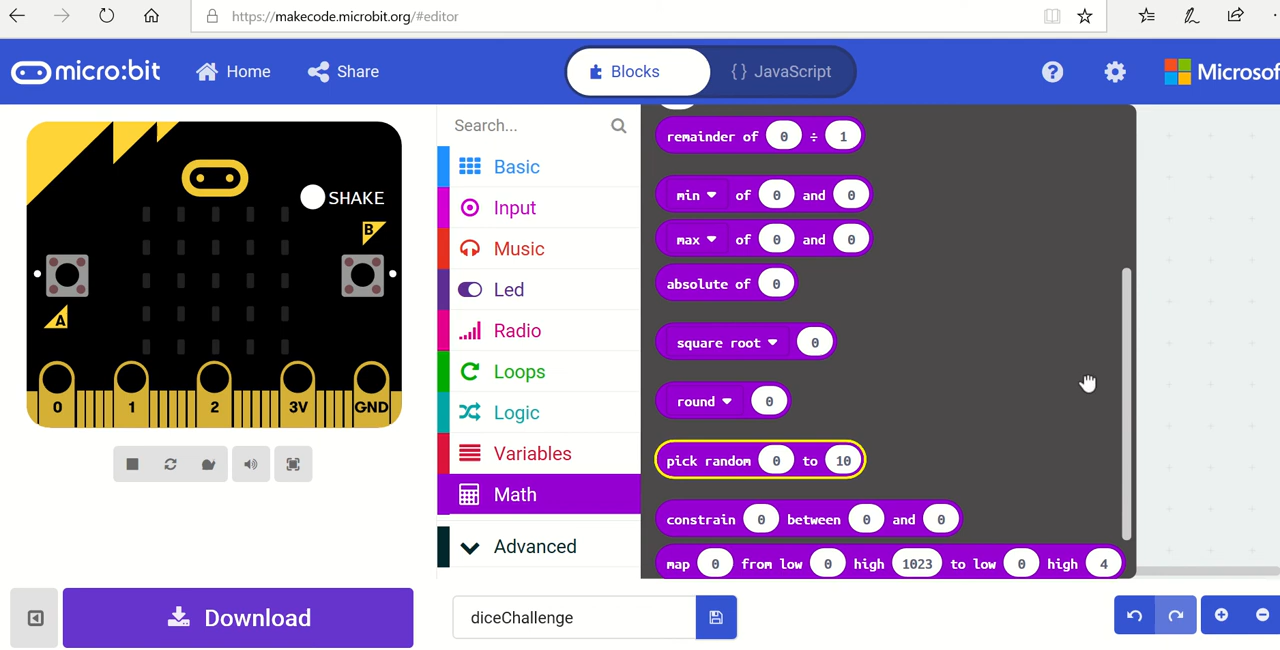 https://makecode.microbit.org/#editor
micro:bit Home Share Blocks {} JavaScript ? Microsof
SHAKE
B
A
0 1 2 3V GND
Search...
Basic
Input
Music
Led
Radio
Loops
Logic
Variables
Math
Advanced
remainder of 0 ÷ 1
min of 0 and 0
max of 0 and 0
absolute of 0
square root 0
round 0
pick random 0 to 10
constrain 0 between 0 and 0
map 0 from low 0 high 1023 to low 0 high 4
Download
diceChallenge